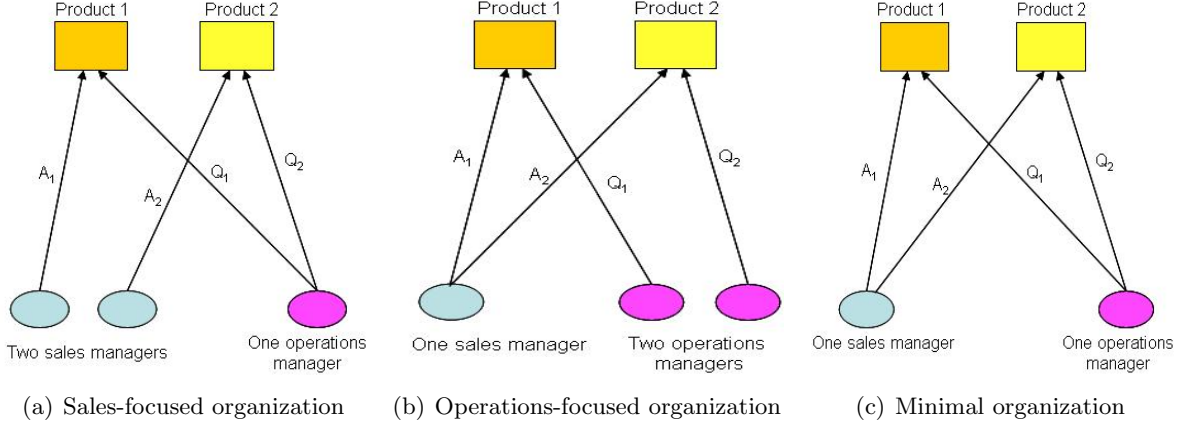 Product 1
Product 2
A1
A2
Q1
Q2
Two sales managers
One operations
manager
(a) Sales-focused organization
Product 1
Product 2
A1
A2
Q1
Q2
One sales manager
Two operations
managers
(b) Operations-focused organization
Product 1
Product 2
A1
A2
Q1
Q2
One sales manager
One operations
manager
(c) Minimal organization